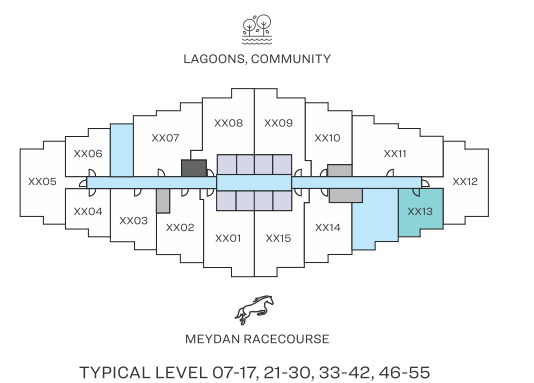 LAGOONS, COMMUNITY
XX08 XX09
XX07 XX10
XX06 XX11
XX05 XX12
XX04 XX13
XX03 XX02 XX14
XX01 XX15
MEYDAN RACECOURSE
TYPICAL LEVEL 07-17, 21-30, 33-42, 46-55